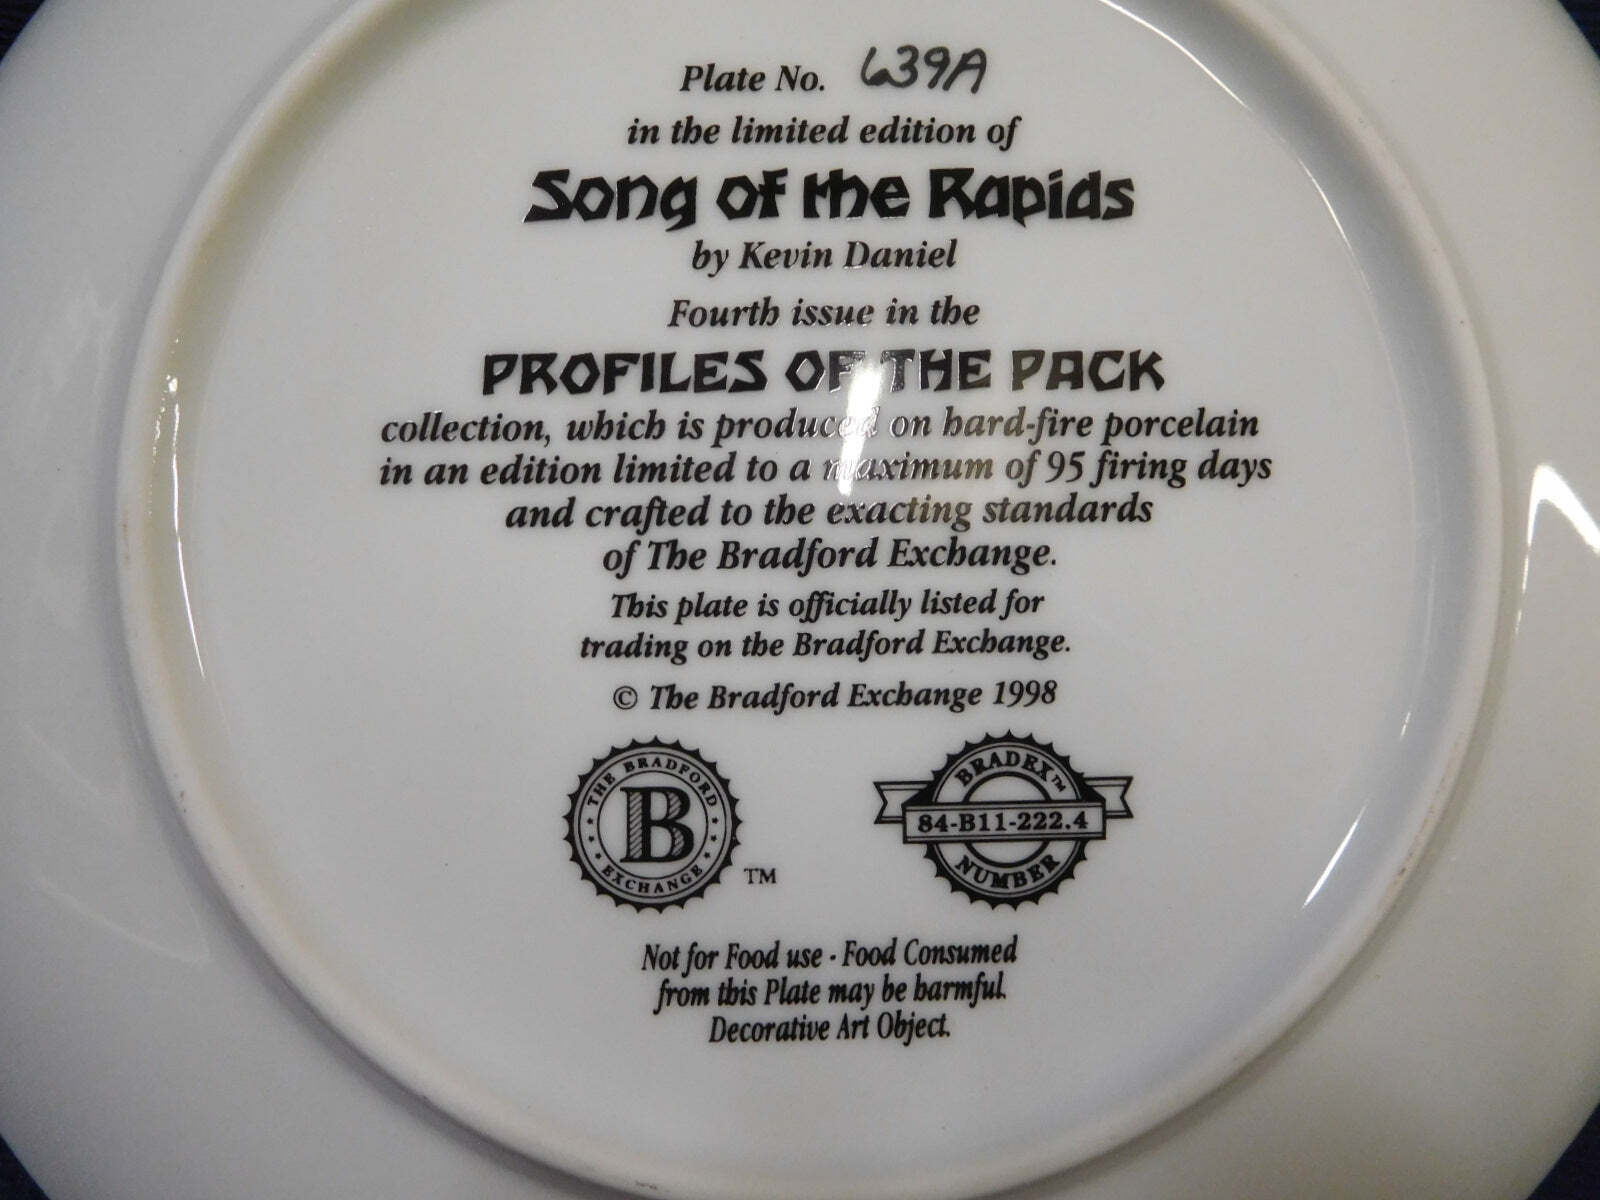 Plate No. 639A
in the limited edition of
Song of the Rapids
by Kevin Daniel
Fourth issue in the
PROFILES OF THE PACK
collection, which is produced on hard-fire porcelain
in an edition limited to a maximum of 95 firing days
and crafted to the exacting standards
of The Bradford Exchange.
This plate is officially listed for
trading on the Bradford Exchange.
© The Bradford Exchange 1998
THE BRADFORD
B
EXCHANGE
TM
BRADEX™
84-B11-222.4
NUMBER
Not for Food use - Food Consumed
from this Plate may be harmful.
Decorative Art Object.